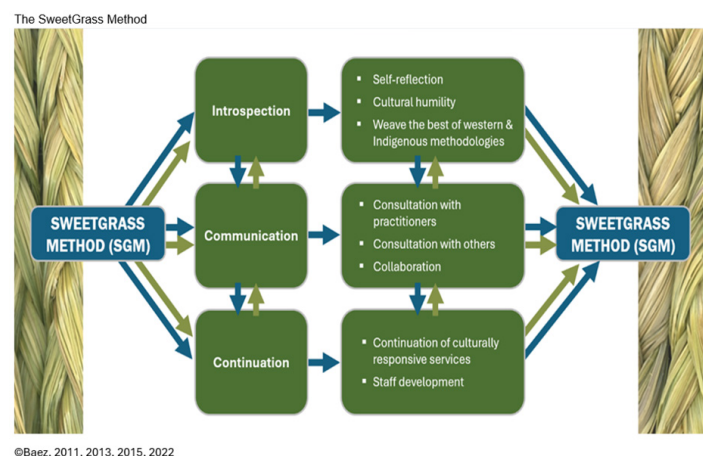 The SweetGrass Method
Introspection
▪ Self-reflection
▪ Cultural humility
▪ Weave the best of western &
Indigenous methodologies
SWEETGRASS
METHOD (SGM)
Communication
▪ Consultation with
practitioners
▪ Consultation with others
▪ Collaboration
SWEETGRASS
METHOD (SGM)
Continuation
▪ Continuation of culturally
responsive services
▪ Staff development
©Baez, 2011, 2013, 2015, 2022